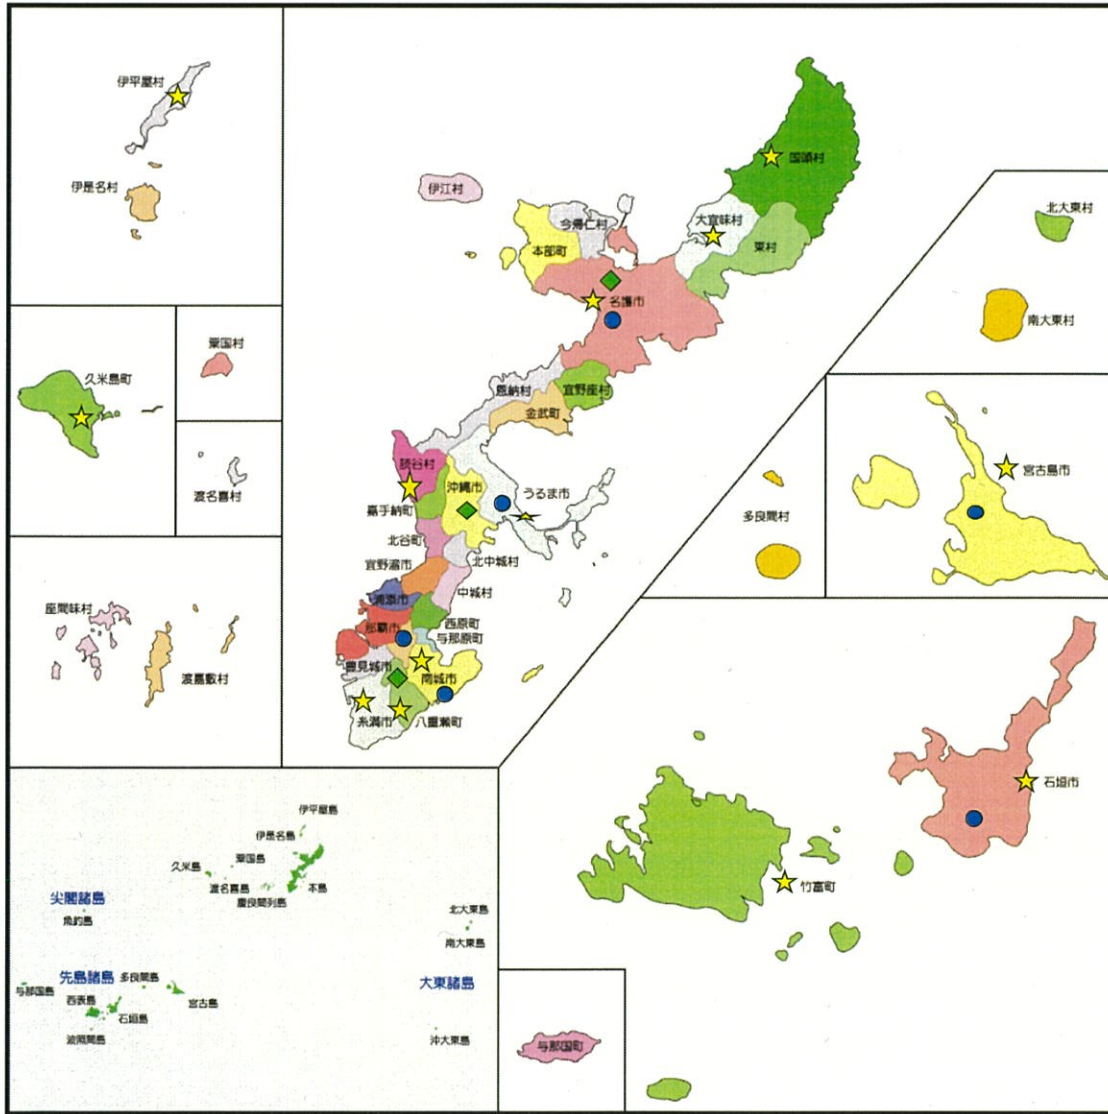 伊平屋村
伊是名村
久米島町
粟国村
渡名喜村
座間味村
渡嘉敷村
伊江村
今帰仁村
本部町
国頭村
大宜味村
東村
名護市
恩納村
宜野座村
金武町
読谷村
沖縄市
うるま市
嘉手納町
北谷町
北中城村
宜野湾市
中城村
浦添市
那覇市
西原町
与那原町
豊見城市
南城市
糸満市
八重瀬町
北大東村
南大東村
宮古島市
多良間村
石垣市
竹富町
与那国町
伊平屋島
伊是名島
粟国島
久米島
渡名喜島
慶良間列島
本島
尖閣諸島
魚釣島
北大東島
南大東島
先島諸島
多良間島
大東諸島
与那国島
西表島
宮古島
石垣島
波照間島
沖大東島